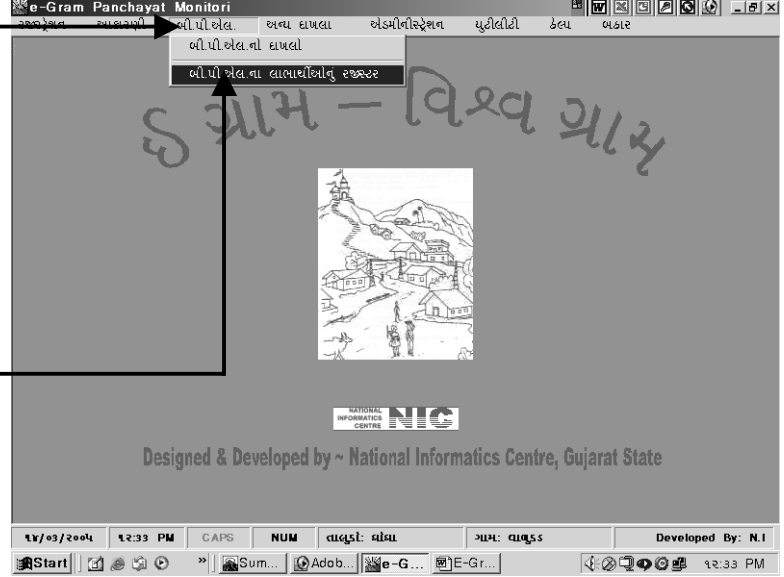 e-Gram Panchayat Monitori
રજીસ્ટ્રેશન આકારણી બી.પી.એલ. અન્ય દાખલા એડમીનીસ્ટ્રેશન યુટીલીટી હેલ્પ બહાર
બી.પી.એલ.નો દાખલો
બી.પી.એલ.ના લાભાર્થીઓનું રજીસ્ટર
ઇ ગ્રામ – વિશ્વ ગ્રામ
NATIONAL
INFORMATICS
CENTRE
NIC
Designed & Developed by ~ National Informatics Centre, Gujarat State
૧૪/૦૩/૨૦૦૫ ૧૨:33 PM CAPS NUM તાલુકો: ધોધા ગામ: વાળુકડ Developed By: N.I
Start » Sum... Adob... e-G... E-Gr... ૧૨:33 PM